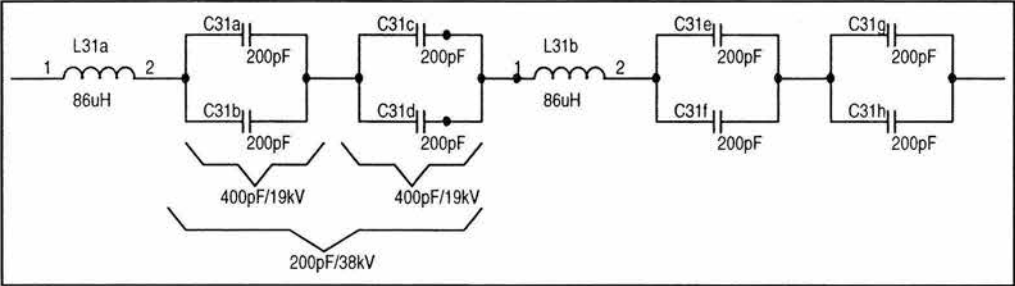 C31a
C31c
C31e
C31g
L31a
200pF
200pF
L31b
200pF
200pF
1
2
1
2
86uH
86uH
C31b
C31d
C31f
C31h
200pF
200pF
200pF
200pF
400pF/19kV
400pF/19kV
200pF/38kV